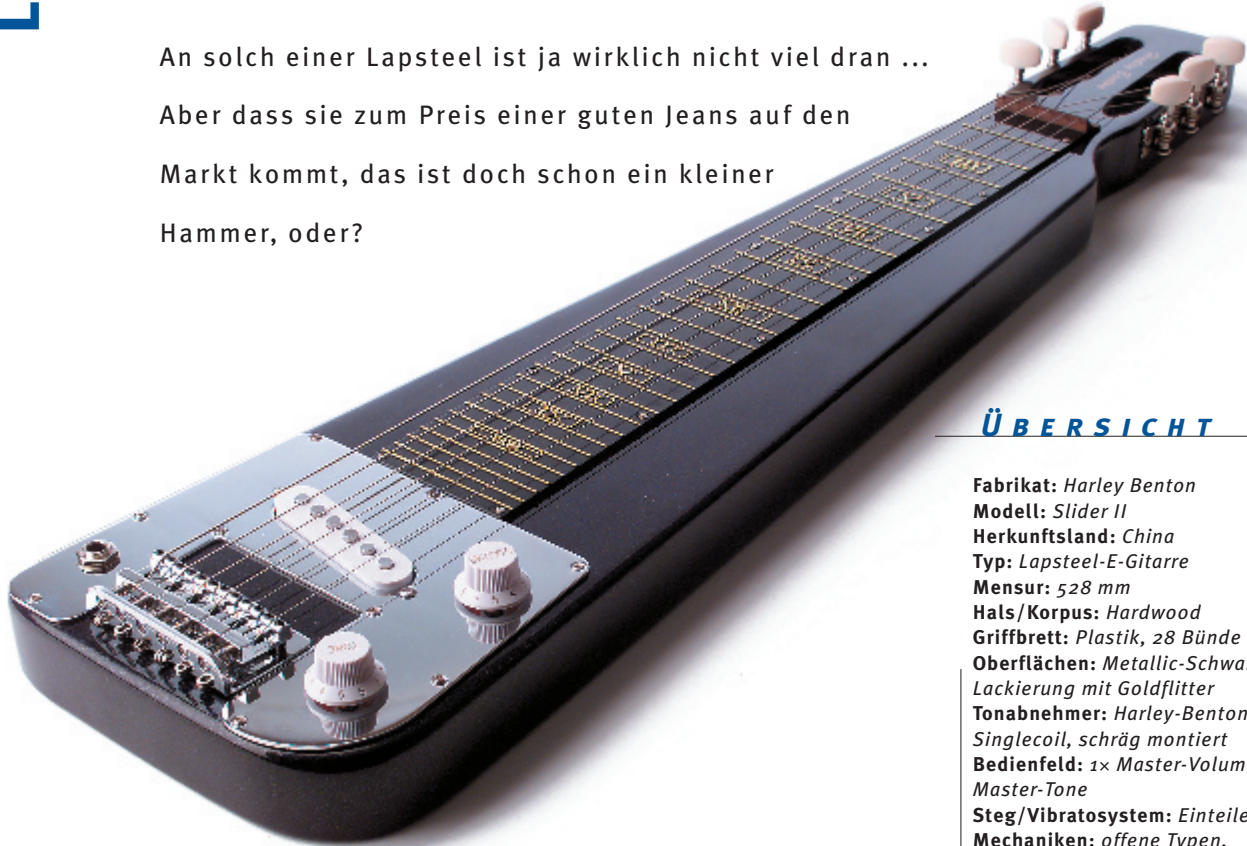 An solch einer Lapsteel ist ja wirklich nicht viel dran ...
Aber dass sie zum Preis einer guten Jeans auf den
Markt kommt, das ist doch schon ein kleiner
Hammer, oder?
ÜBERSICHT
Fabrikat: Harley Benton
Modell: Slider II
Herkunftsland: China
Typ: Lapsteel-E-Gitarre
Mensur: 528 mm
Hals/Korpus: Hardwood
Griffbrett: Plastik, 28 Bünde
Oberflächen: Metallic-Schwa
Lackierung mit Goldflitter
Tonabnehmer: Harley-Benton
Singlecoil, schräg montiert
Bedienfeld: 1× Master-Volum
Master-Tone
Steg/Vibratosystem: Einteile
Mechaniken: offene Typen,